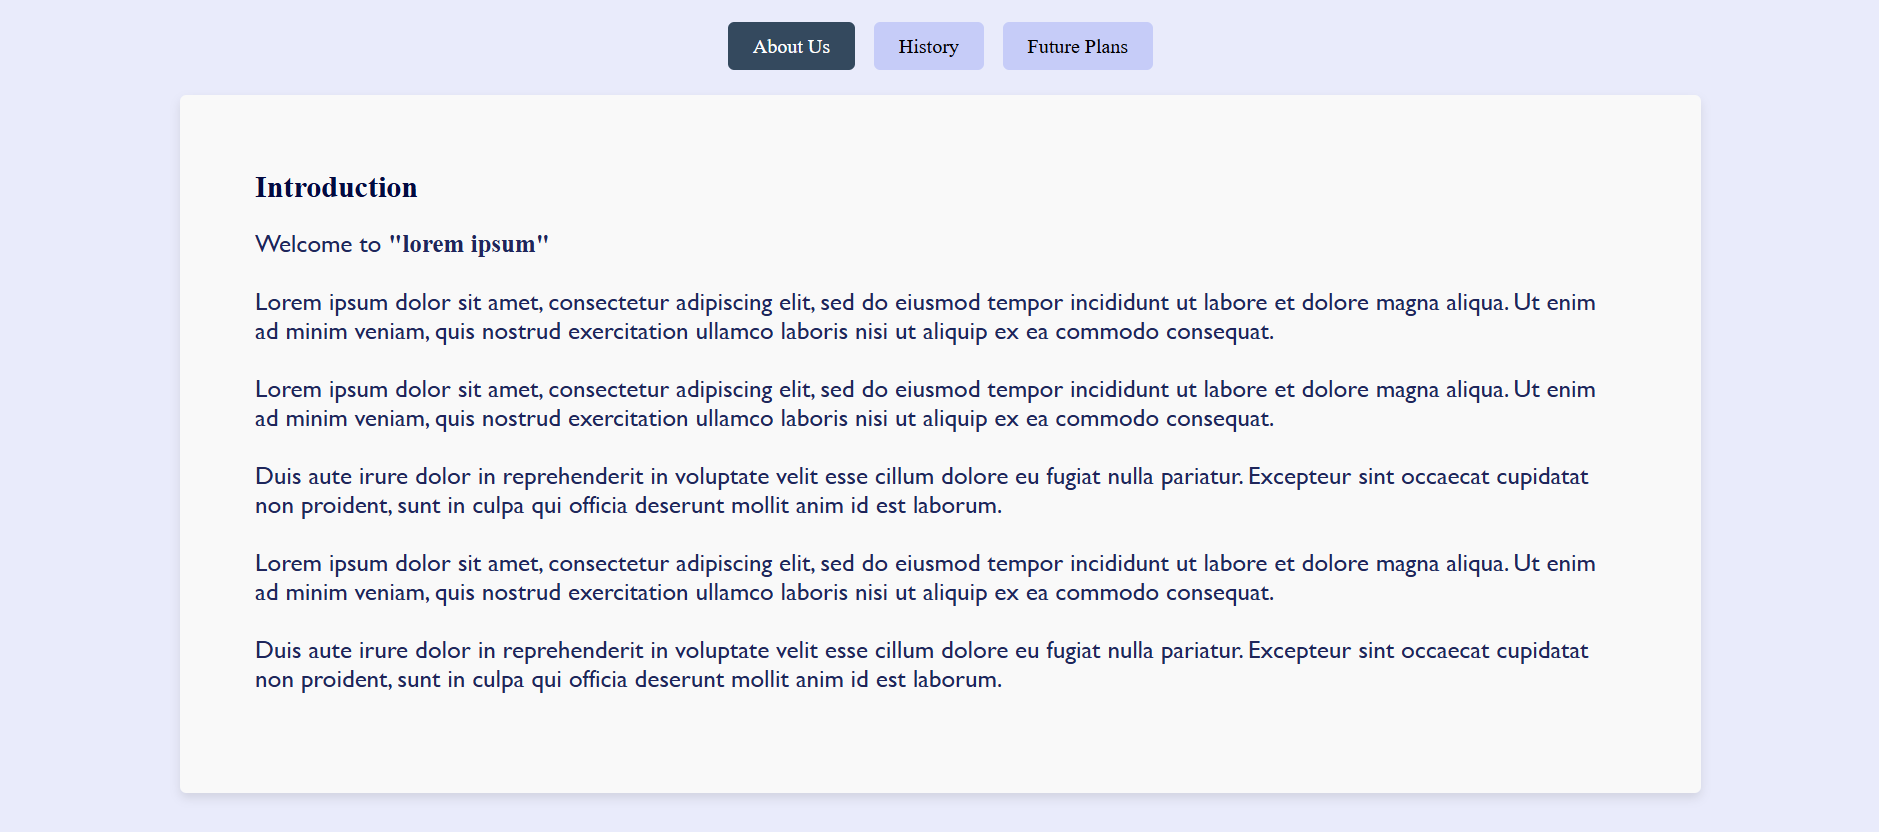 About Us History Future Plans
Introduction
Welcome to "lorem ipsum"
Lorem ipsum dolor sit amet, consectetur adipiscing elit, sed do eiusmod tempor incididunt ut labore et dolore magna aliqua. Ut enim
ad minim veniam, quis nostrud exercitation ullamco laboris nisi ut aliquip ex ea commodo consequat.
Lorem ipsum dolor sit amet, consectetur adipiscing elit, sed do eiusmod tempor incididunt ut labore et dolore magna aliqua. Ut enim
ad minim veniam, quis nostrud exercitation ullamco laboris nisi ut aliquip ex ea commodo consequat.
Duis aute irure dolor in reprehenderit in voluptate velit esse cillum dolore eu fugiat nulla pariatur. Excepteur sint occaecat cupidatat
non proident, sunt in culpa qui officia deserunt mollit anim id est laborum.
Lorem ipsum dolor sit amet, consectetur adipiscing elit, sed do eiusmod tempor incididunt ut labore et dolore magna aliqua. Ut enim
ad minim veniam, quis nostrud exercitation ullamco laboris nisi ut aliquip ex ea commodo consequat.
Duis aute irure dolor in reprehenderit in voluptate velit esse cillum dolore eu fugiat nulla pariatur. Excepteur sint occaecat cupidatat
non proident, sunt in culpa qui officia deserunt mollit anim id est laborum.